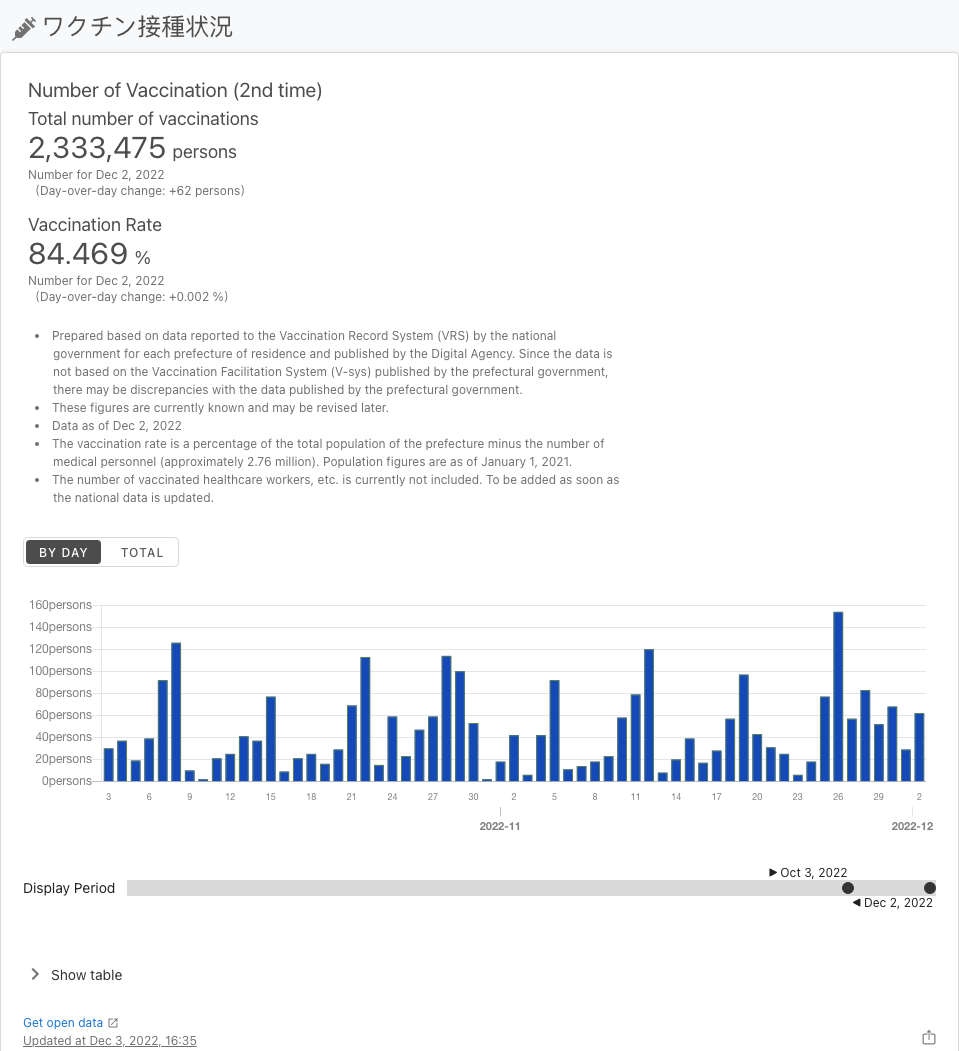 ワクチン接種状況
Number of Vaccination (2nd time)
Total number of vaccinations
2,333,475 persons
Number for Dec 2, 2022
(Day-over-day change: +62 persons)
Vaccination Rate
84.469 %
Number for Dec 2, 2022
(Day-over-day change: +0.002 %)
• Prepared based on data reported to the Vaccination Record System (VRS) by the national
government for each prefecture of residence and published by the Digital Agency. Since the data is
not based on the Vaccination Facilitation System (V-sys) published by the prefectural government,
there may be discrepancies with the data published by the prefectural government.
• These figures are currently known and may be revised later.
• Data as of Dec 2, 2022
• The vaccination rate is a percentage of the total population of the prefecture minus the number of
medical personnel (approximately 2.76 million). Population figures are as of January 1, 2021.
• The number of vaccinated healthcare workers, etc. is currently not included. To be added as soon as
the national data is updated.
BY DAY TOTAL
160persons
140persons
120persons
100persons
80persons
60persons
40persons
20persons
0persons
3 6 9 12 15 18 21 24 27 30 2 5 8 11 14 17 20 23 26 29 2
2022-11 2022-12
Oct 3, 2022
Display Period
Dec 2, 2022
Show table
Get open data
Updated at Dec 3, 2022, 16:35